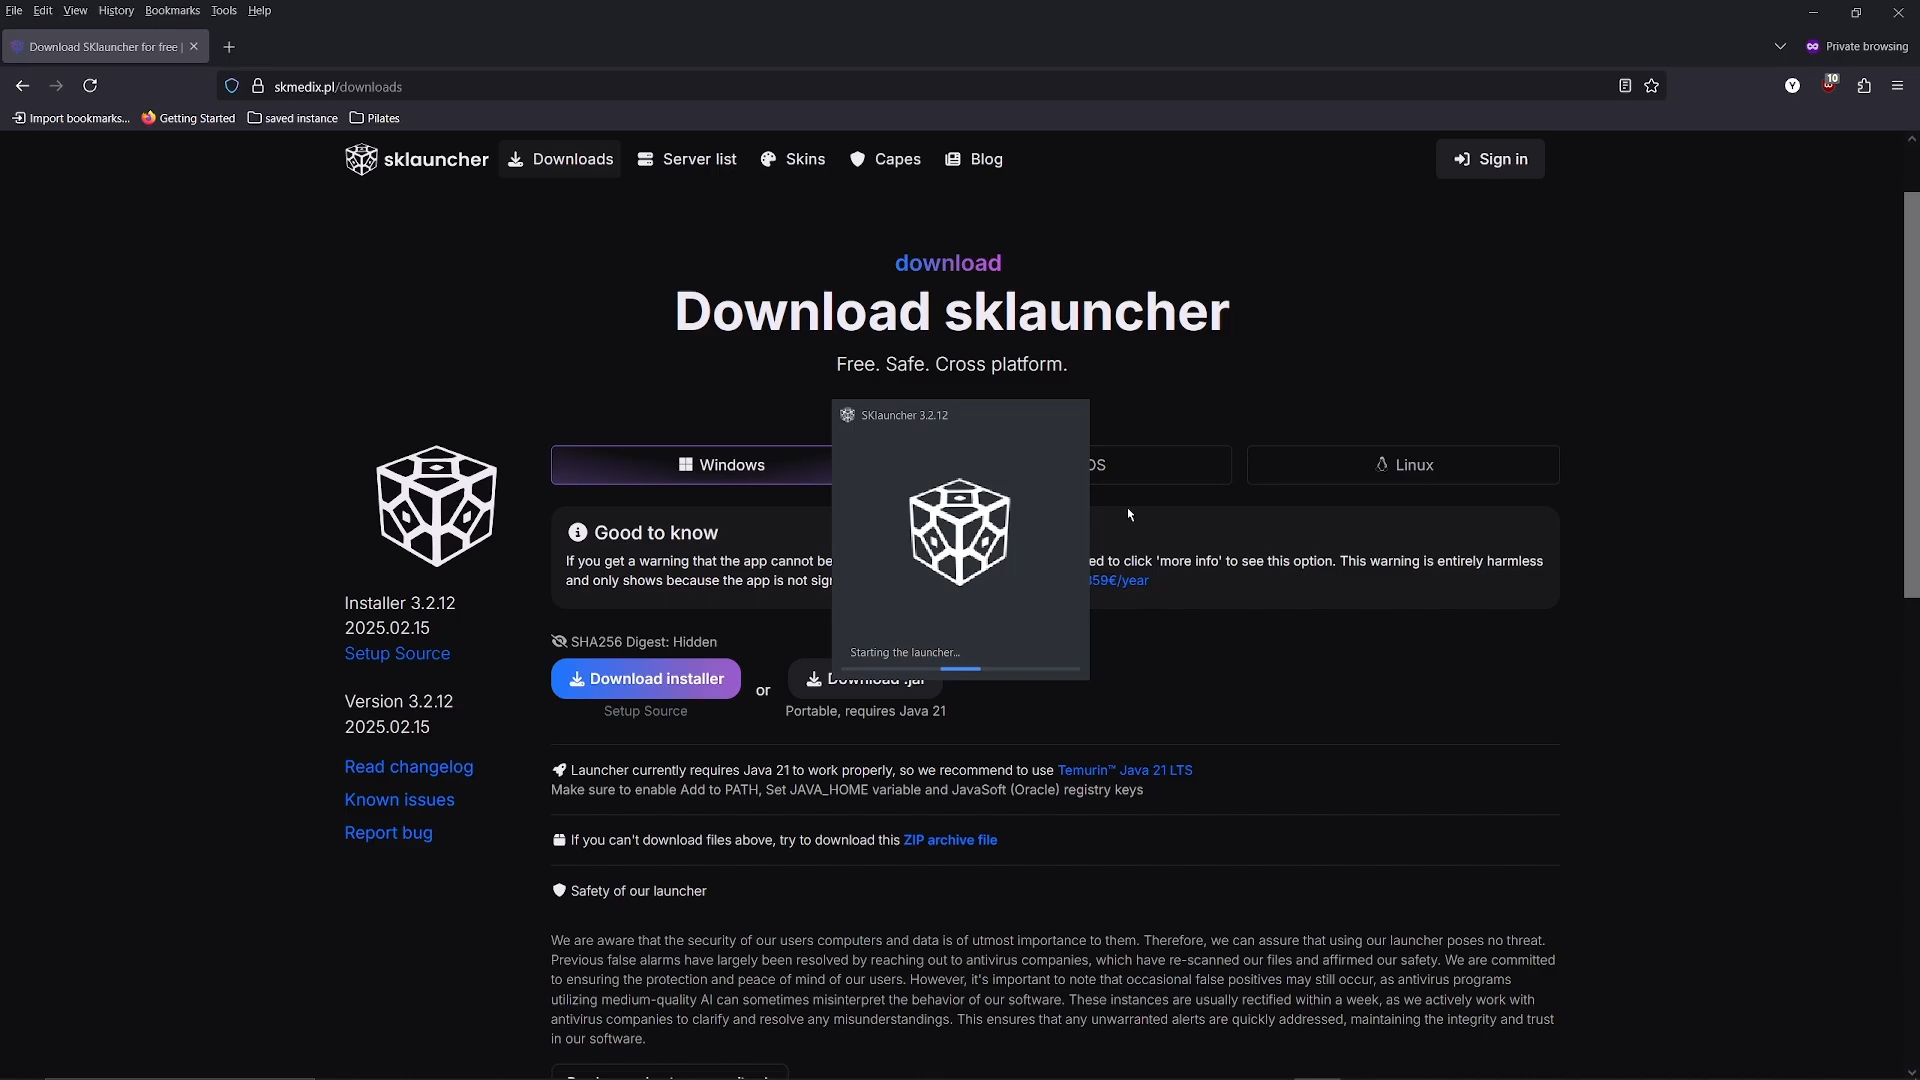 File Edit View History Bookmarks Tools Help
Download SKlauncher for free |
Private browsing
skmedix.pl/downloads
10
Y
Import bookmarks... Getting Started saved instance Pilates
sklauncher Downloads Server list Skins Capes Blog Sign in
download
Download sklauncher
Free. Safe. Cross platform.
SKlauncher 3.2.12
Windows OS Linux
Good to know
If you get a warning that the app cannot be ed to click 'more info' to see this option. This warning is entirely harmless
and only shows because the app is not sig 359€/year
Installer 3.2.12
2025.02.15
Setup Source
SHA256 Digest: Hidden
Starting the launcher...
Download installer or Download .jar
Setup Source Portable, requires Java 21
Version 3.2.12
2025.02.15
Read changelog
Known issues
Report bug
Launcher currently requires Java 21 to work properly, so we recommend to use Temurin™ Java 21 LTS
Make sure to enable Add to PATH, Set JAVA_HOME variable and JavaSoft (Oracle) registry keys
If you can't download files above, try to download this ZIP archive file
Safety of our launcher
We are aware that the security of our users computers and data is of utmost importance to them. Therefore, we can assure that using our launcher poses no threat.
Previous false alarms have largely been resolved by reaching out to antivirus companies, which have re-scanned our files and affirmed our safety. We are committed
to ensuring the protection and peace of mind of our users. However, it's important to note that occasional false positives may still occur, as antivirus programs
utilizing medium-quality AI can sometimes misinterpret the behavior of our software. These instances are usually rectified within a week, as we actively work with
antivirus companies to clarify and resolve any misunderstandings. This ensures that any unwarranted alerts are quickly addressed, maintaining the integrity and trust
in our software.